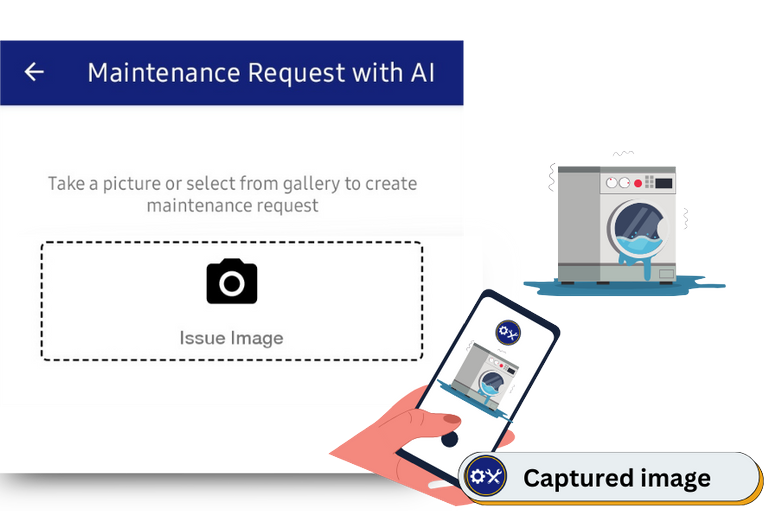 Maintenance Request with AI
Take a picture or select from gallery to create
maintenance request
Issue Image
Captured image